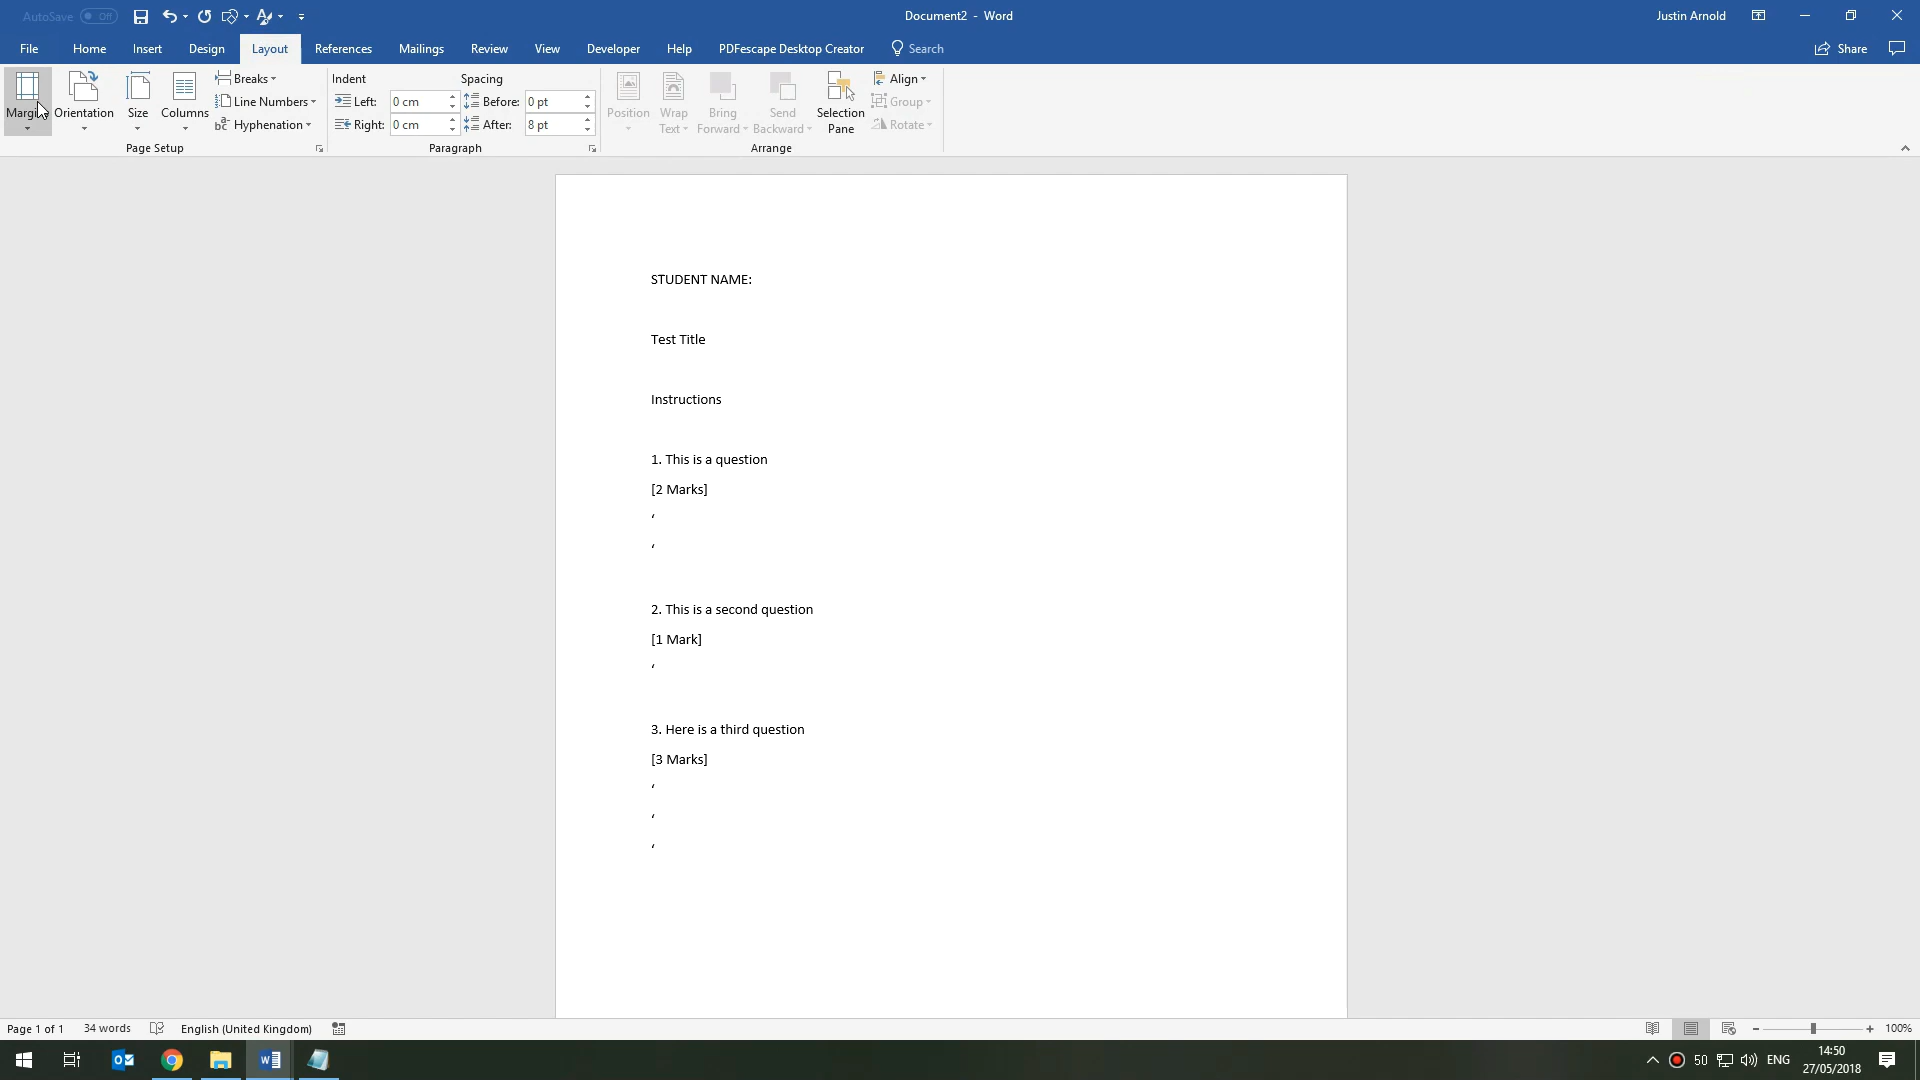 AutoSave Off
Document2 - Word
Justin Arnold
File Home Insert Design Layout References Mailings Review View Developer Help PDFescape Desktop Creator Search
Share
Margins Orientation Size Columns
Breaks
Line Numbers
Hyphenation
Page Setup
Indent
Left: 0 cm
Right: 0 cm
Spacing
Before: 0 pt
After: 8 pt
Paragraph
Position
Wrap Text
Bring Forward
Send Backward
Selection Pane
Align
Group
Rotate
Arrange
STUDENT NAME:
Test Title
Instructions
1. This is a question
[2 Marks]
‘
‘
2. This is a second question
[1 Mark]
‘
3. Here is a third question
[3 Marks]
‘
‘
‘
Page 1 of 1 34 words English (United Kingdom) 100%
50 ENG
14:50
27/05/2018